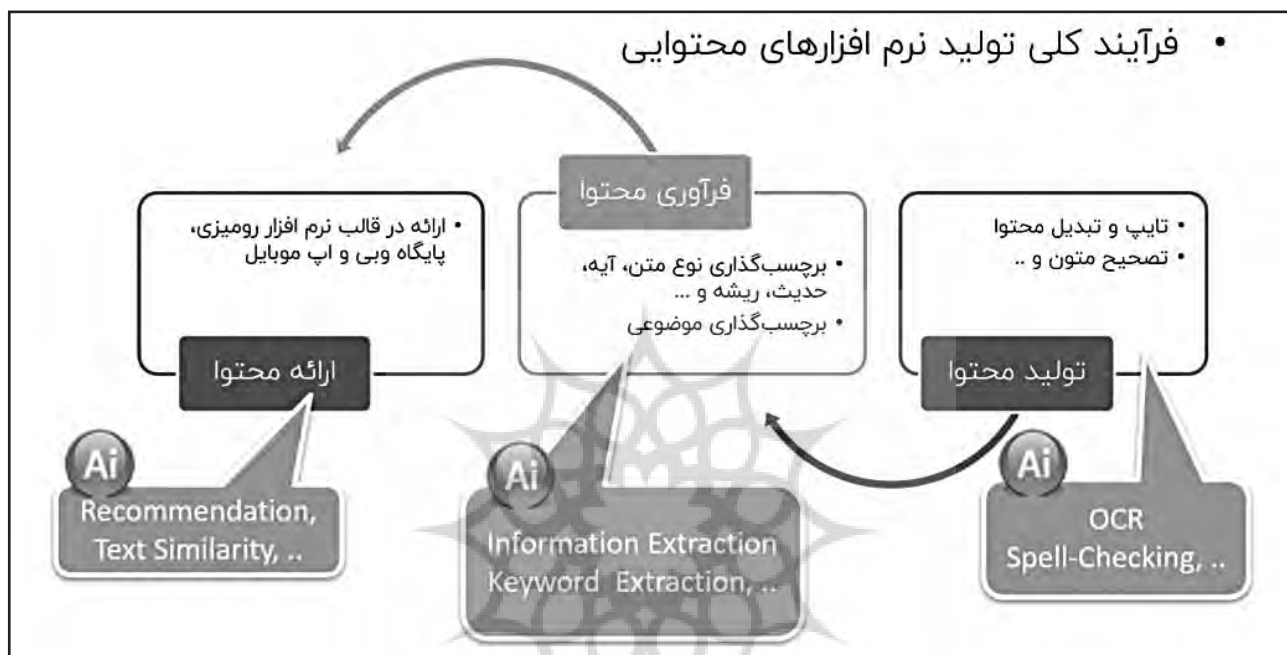 • فرآیند کلی تولید نرم افزارهای محتوایی
تولید محتوا
• تایپ و تبدیل محتوا
• تصحیح متون و ..
Ai
OCR
Spell-Checking, ..
فرآوری محتوا
• برچسب‌گذاری نوع متن، آیه،
حدیث، ریشه و ...
• برچسب‌گذاری موضوعی
Ai
Information Extraction
Keyword Extraction, ..
ارائه محتوا
• ارائه در قالب نرم افزار رومیزی،
پایگاه وبی و اپ موبایل
Ai
Recommendation,
Text Similarity, ..